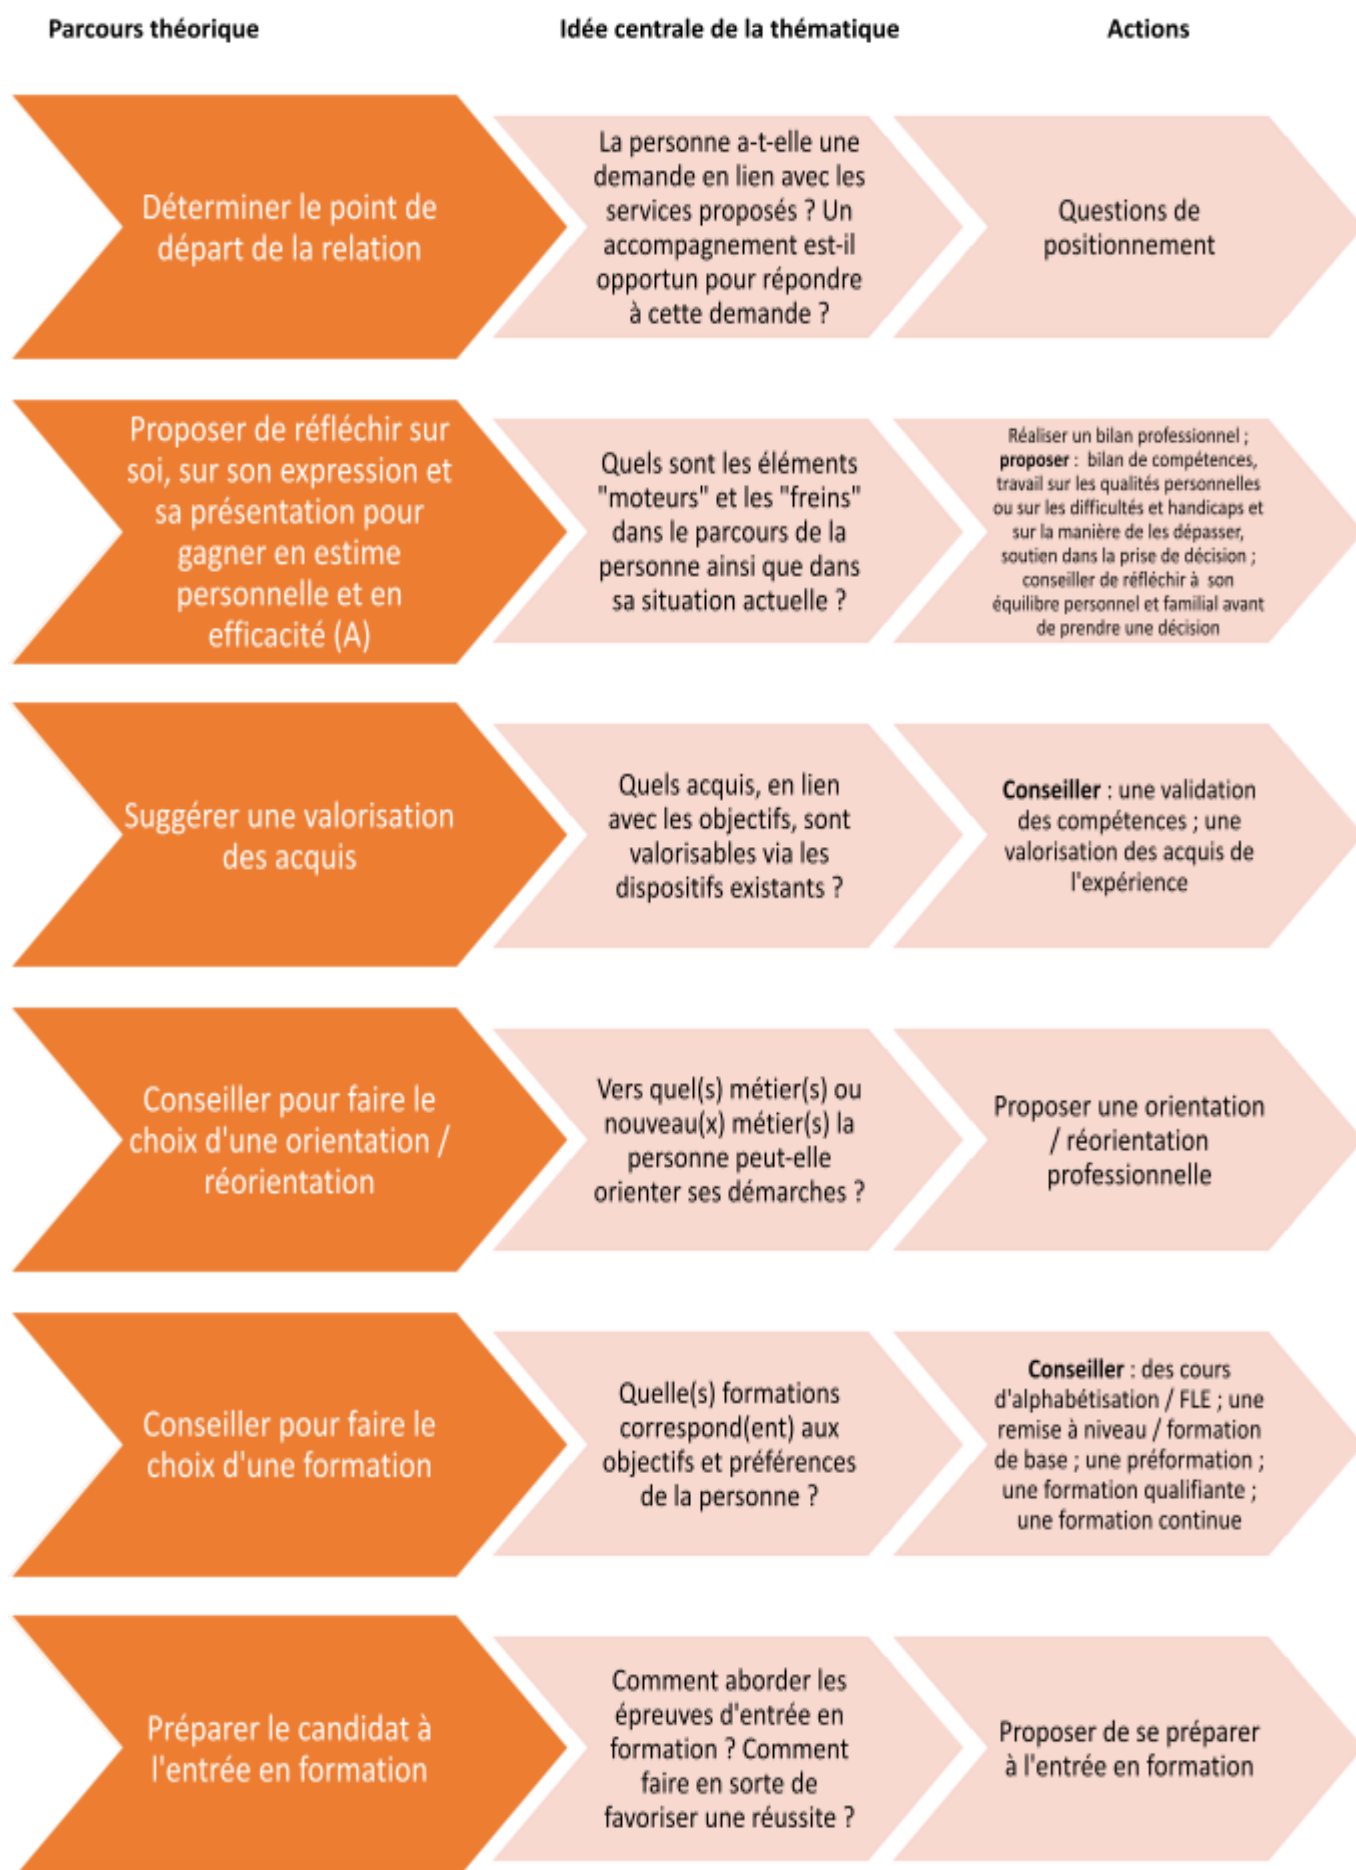 Parcours théorique
Idée centrale de la thématique
Actions
Déterminer le point de
départ de la relation
La personne a-t-elle une
demande en lien avec les
services proposés ? Un
accompagnement est-il
opportun pour répondre
à cette demande ?
Questions de
positionnement
Proposer de réfléchir sur
soi, sur son expression et
sa présentation pour
gagner en estime
personnelle et en
efficacité (A)
Quels sont les éléments
"moteurs" et les "freins"
dans le parcours de la
personne ainsi que dans
sa situation actuelle ?
Réaliser un bilan professionnel ;
proposer : bilan de compétences,
travail sur les qualités personnelles
ou sur les difficultés et handicaps et
sur la manière de les dépasser,
soutien dans la prise de décision ;
conseiller de réfléchir à son
équilibre personnel et familial avant
de prendre une décision
Suggérer une valorisation
des acquis
Quels acquis, en lien
avec les objectifs, sont
valorisables via les
dispositifs existants ?
Conseiller : une validation
des compétences ; une
valorisation des acquis de
l'expérience
Conseiller pour faire le
choix d'une orientation /
réorientation
Vers quel(s) métier(s) ou
nouveau(x) métier(s) la
personne peut-elle
orienter ses démarches ?
Proposer une orientation
/ réorientation
professionnelle
Conseiller pour faire le
choix d'une formation
Quelle(s) formations
correspond(ent) aux
objectifs et préférences
de la personne ?
Conseiller : des cours
d'alphabétisation / FLE ; une
remise à niveau / formation
de base ; une préformation ;
une formation qualifiante ;
une formation continue
Préparer le candidat à
l'entrée en formation
Comment aborder les
épreuves d'entrée en
formation ? Comment
faire en sorte de
favoriser une réussite ?
Proposer de se préparer
à l'entrée en formation